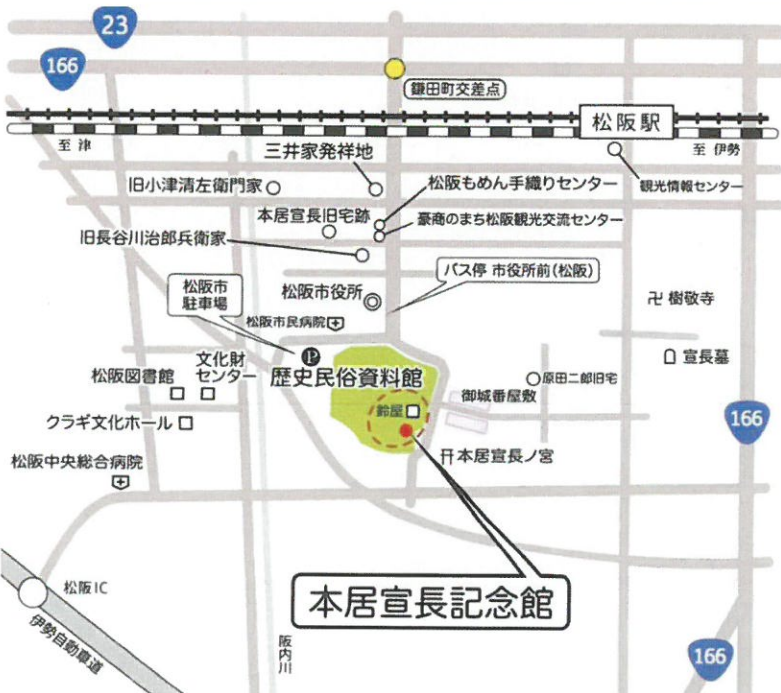 23
166
鎌田町交差点
松阪駅
至 津
至 伊勢
三井家発祥地
観光情報センター
旧小津清左衛門家
松阪もめん手織りセンター
本居宣長旧宅跡
豪商のまち松阪観光交流センター
旧長谷川治郎兵衛家
バス停 市役所前(松阪)
松阪市
駐車場
松阪市役所
卍 樹敬寺
松阪市民病院
P
宣長墓
歴史民俗資料館
文化財
センター
松阪図書館
原田二郎旧宅
御城番屋敷
鈴屋
166
クラギ文化ホール
本居宣長ノ宮
松阪中央総合病院
松阪IC
本居宣長記念館
伊勢自動車道
阪内川
166